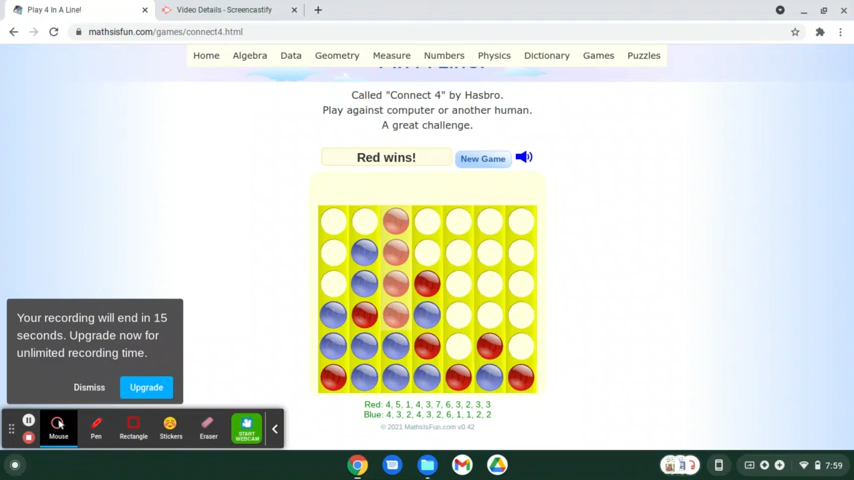 Play 4 In A Line!
Video Details - Screencastify
mathsisfun.com/games/connect4.html
Home Algebra Data Geometry Measure Numbers Physics Dictionary Games Puzzles
Called "Connect 4" by Hasbro.
Play against computer or another human.
A great challenge.
Red wins!
New Game
Your recording will end in 15
seconds. Upgrade now for
unlimited recording time.
Dismiss
Upgrade
Mouse
Pen
Rectangle
Stickers
Eraser
START
WEBCAM
Red: 4, 5, 1, 4, 3, 7, 6, 3, 2, 3, 3
Blue: 4, 3, 2, 4, 3, 2, 6, 1, 1, 2, 2
© 2021 MathsIsFun.com v0.42
7:59